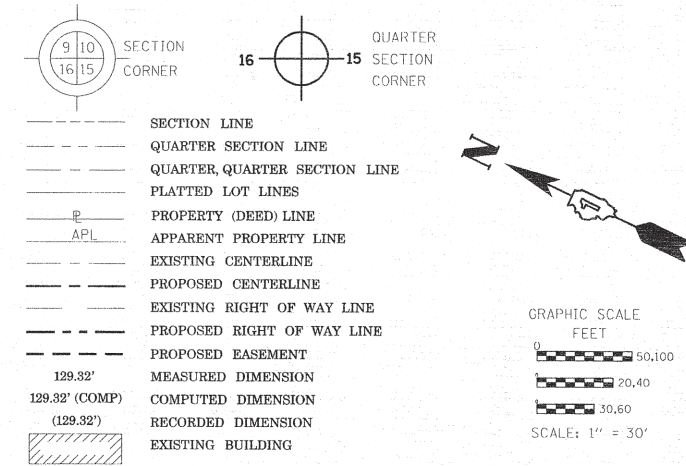 9 10
16 15
SECTION
CORNER
16
15
QUARTER
SECTION
CORNER
SECTION LINE
QUARTER SECTION LINE
QUARTER, QUARTER SECTION LINE
PLATTED LOT LINES
PL PROPERTY (DEED) LINE
APL APPARENT PROPERTY LINE
EXISTING CENTERLINE
PROPOSED CENTERLINE
EXISTING RIGHT OF WAY LINE
PROPOSED RIGHT OF WAY LINE
PROPOSED EASEMENT
129.32' MEASURED DIMENSION
129.32' (COMP) COMPUTED DIMENSION
(129.32') RECORDED DIMENSION
EXISTING BUILDING
N
GRAPHIC SCALE
FEET
0
50,100
20,40
30,60
SCALE: 1" = 30'